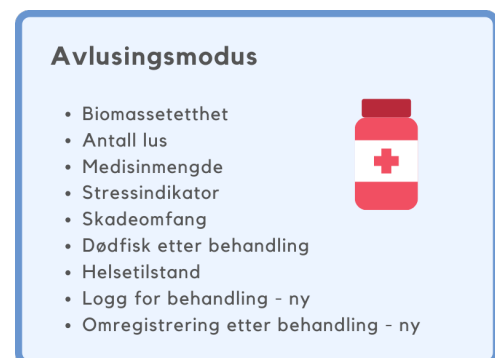 Avlusingsmodus
• Biomassetetthet
• Antall lus
• Medisinmengde
• Stressindikator
• Skadeomfang
• Dødfisk etter behandling
• Helsetilstand
• Logg for behandling - ny
• Omregistrering etter behandling - ny